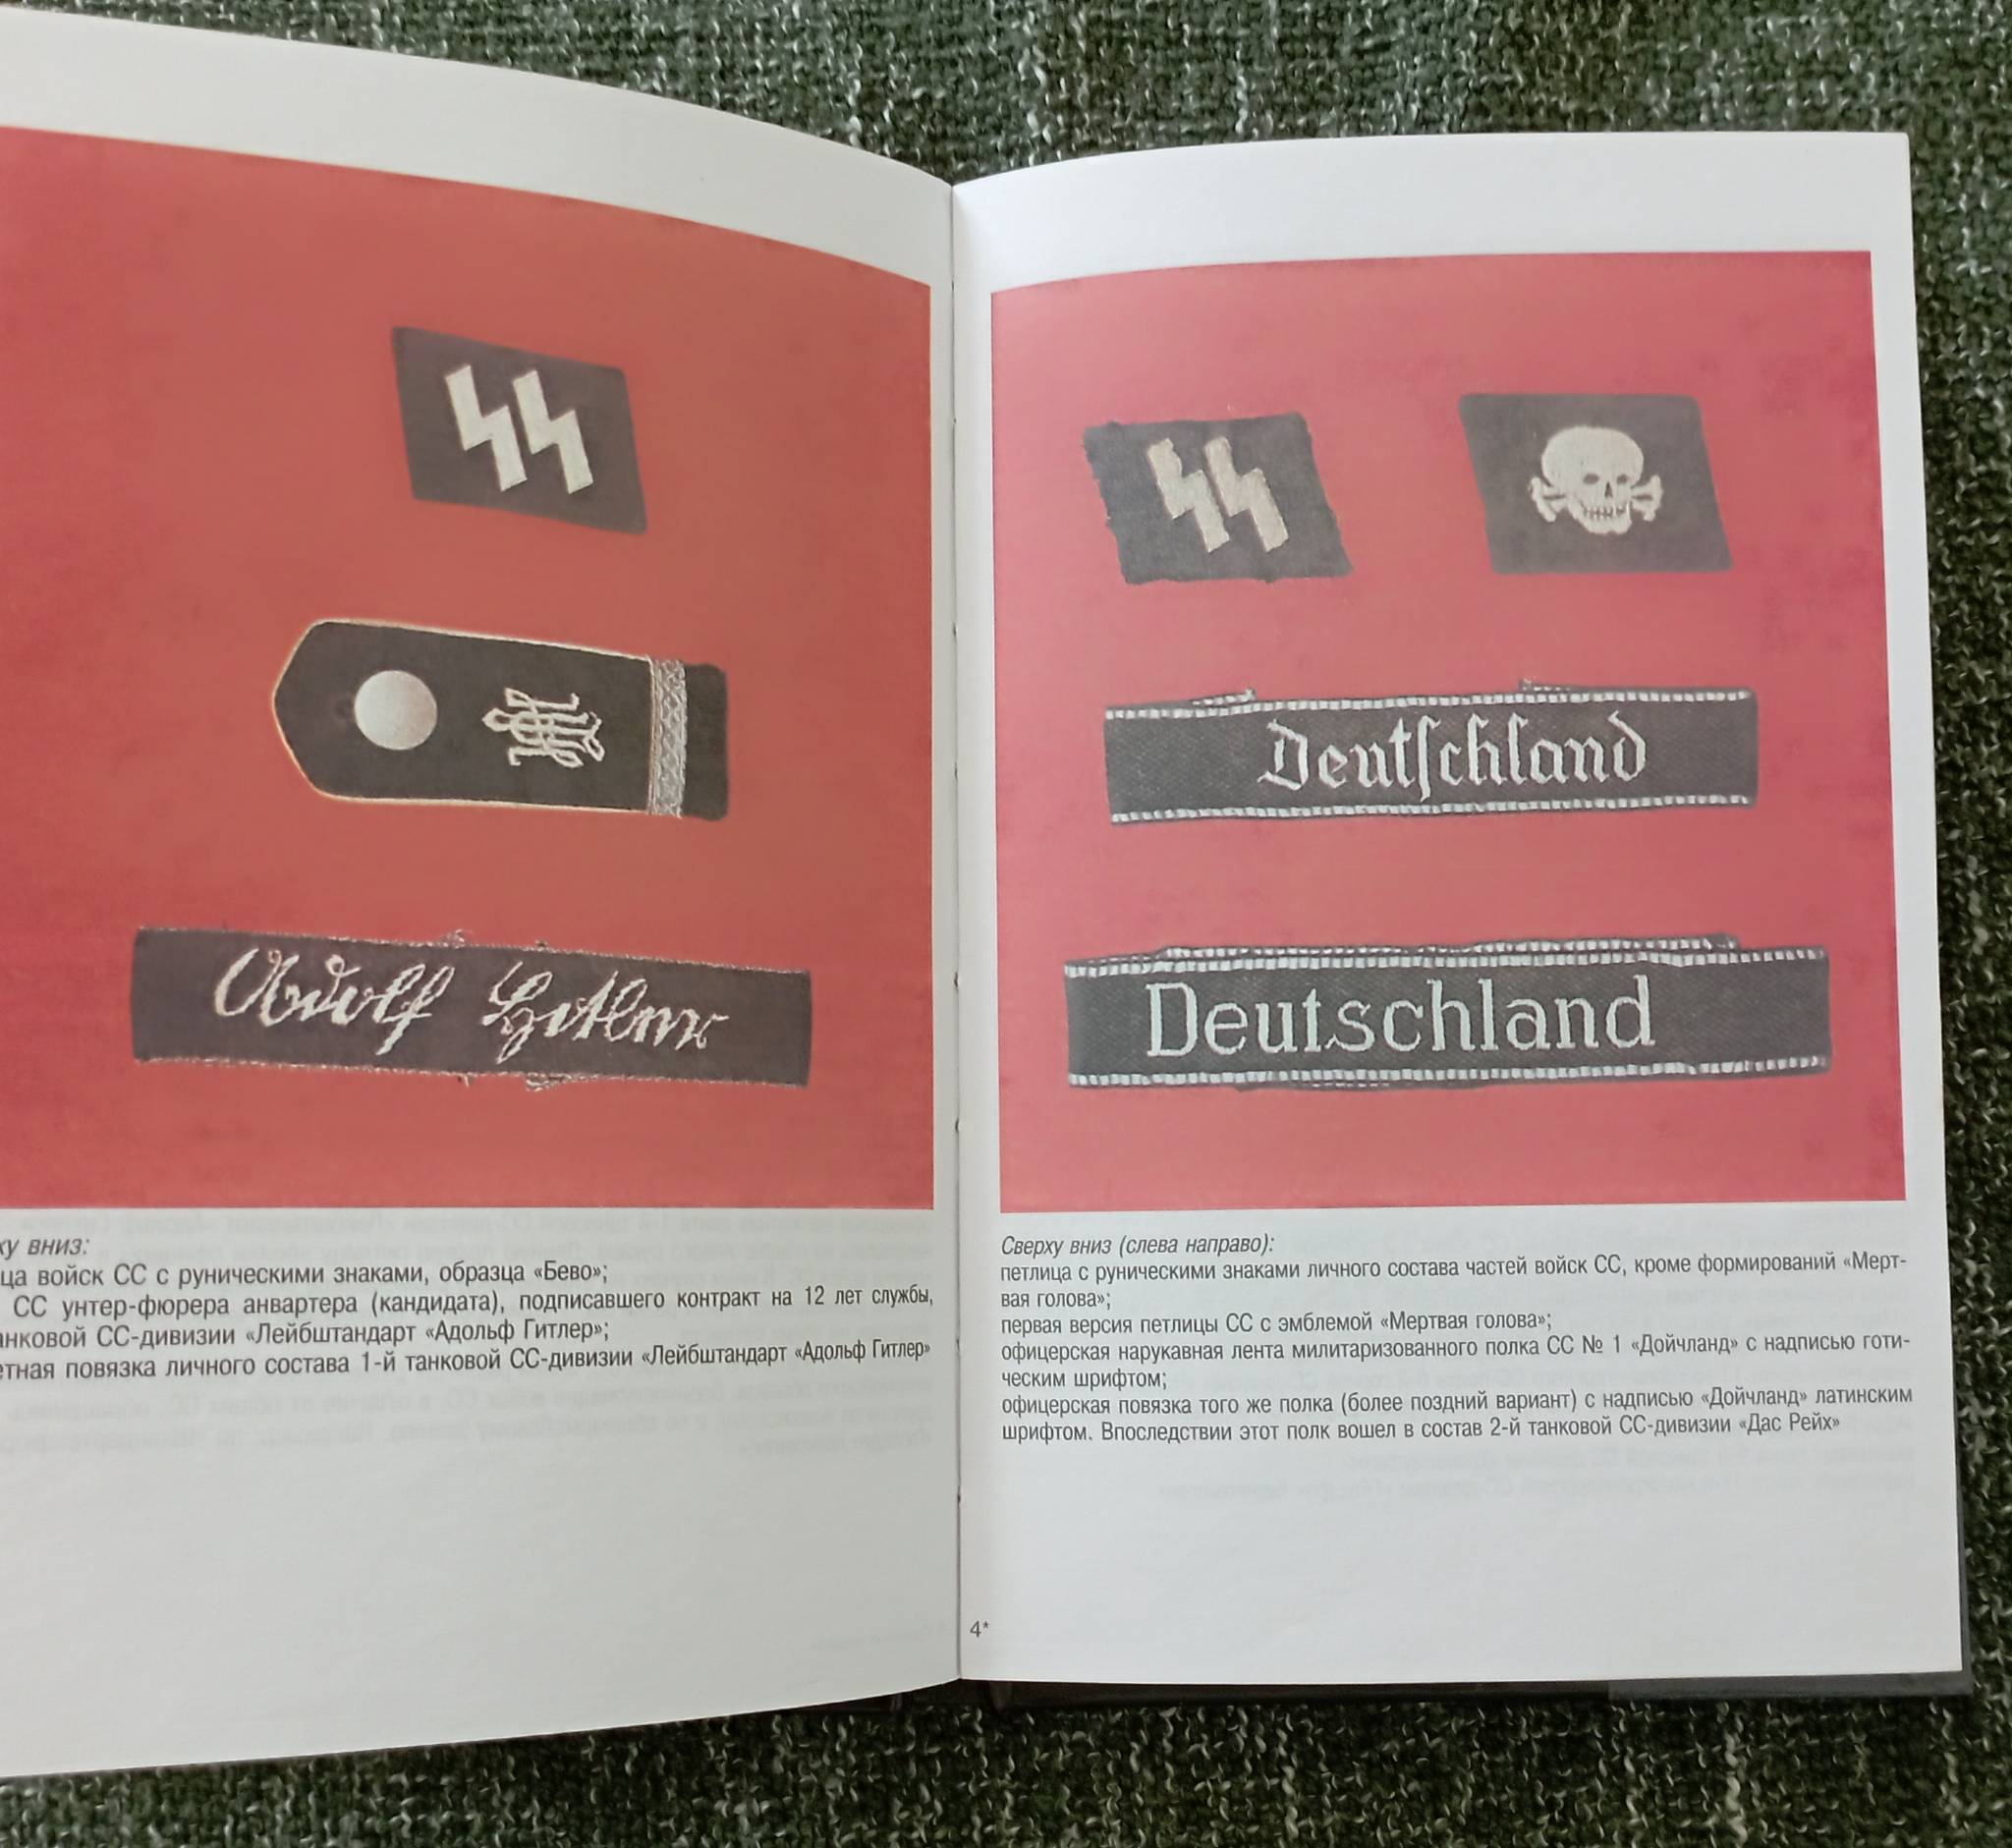 Adolf Hitler
ху вниз:
ца войск СС с руническими знаками, образца «Бево»;
СС унтер-фюрера анвартера (кандидата), подписавшего контракт на 12 лет службы,
анковой СС-дивизии «Лейбштандарт «Адольф Гитлер»;
етная повязка личного состава 1-й танковой СС-дивизии «Лейбштандарт «Адольф Гитлер»
Deutſchland
Deutschland
Сверху вниз (слева направо):
петлица с руническими знаками личного состава частей войск СС, кроме формирований «Мерт-
вая голова»;
первая версия петлицы СС с эмблемой «Мертвая голова»;
офицерская нарукавная лента милитаризованного полка СС № 1 «Дойчланд» с надписью готи-
ческим шрифтом;
офицерская повязка того же полка (более поздний вариант) с надписью «Дойчланд» латинским
шрифтом. Впоследствии этот полк вошел в состав 2-й танковой СС-дивизии «Дас Рейх»
4*